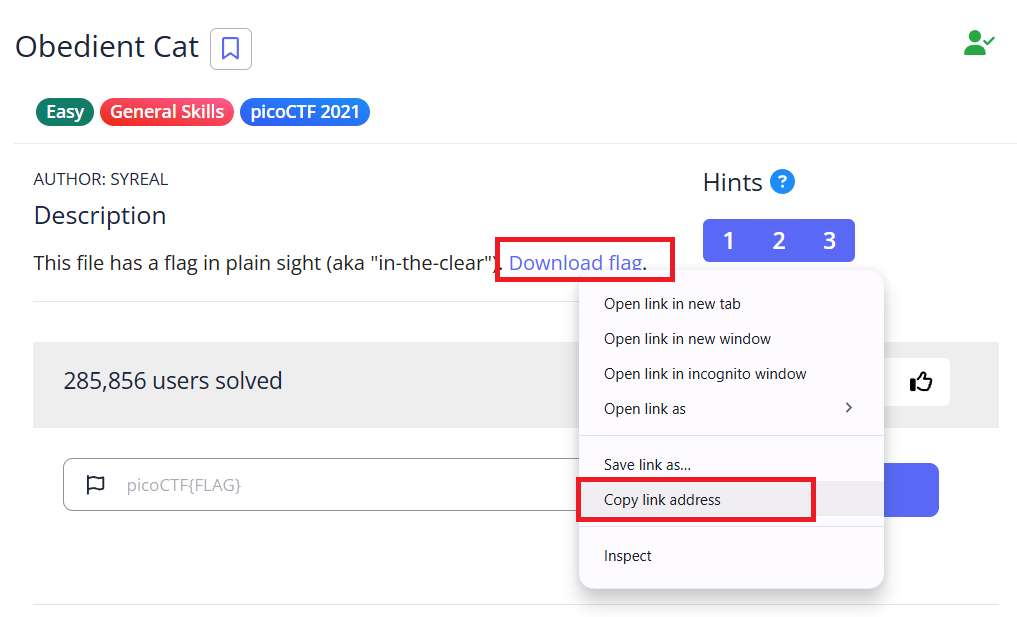 Obedient Cat
Easy General Skills picoCTF 2021
AUTHOR: SYREAL
Description
This file has a flag in plain sight (aka "in-the-clear"). Download flag.
Hints ?
1 2 3
Open link in new tab
Open link in new window
Open link in incognito window
Open link as
Save link as...
Copy link address
Inspect
285,856 users solved
picoCTF{FLAG}